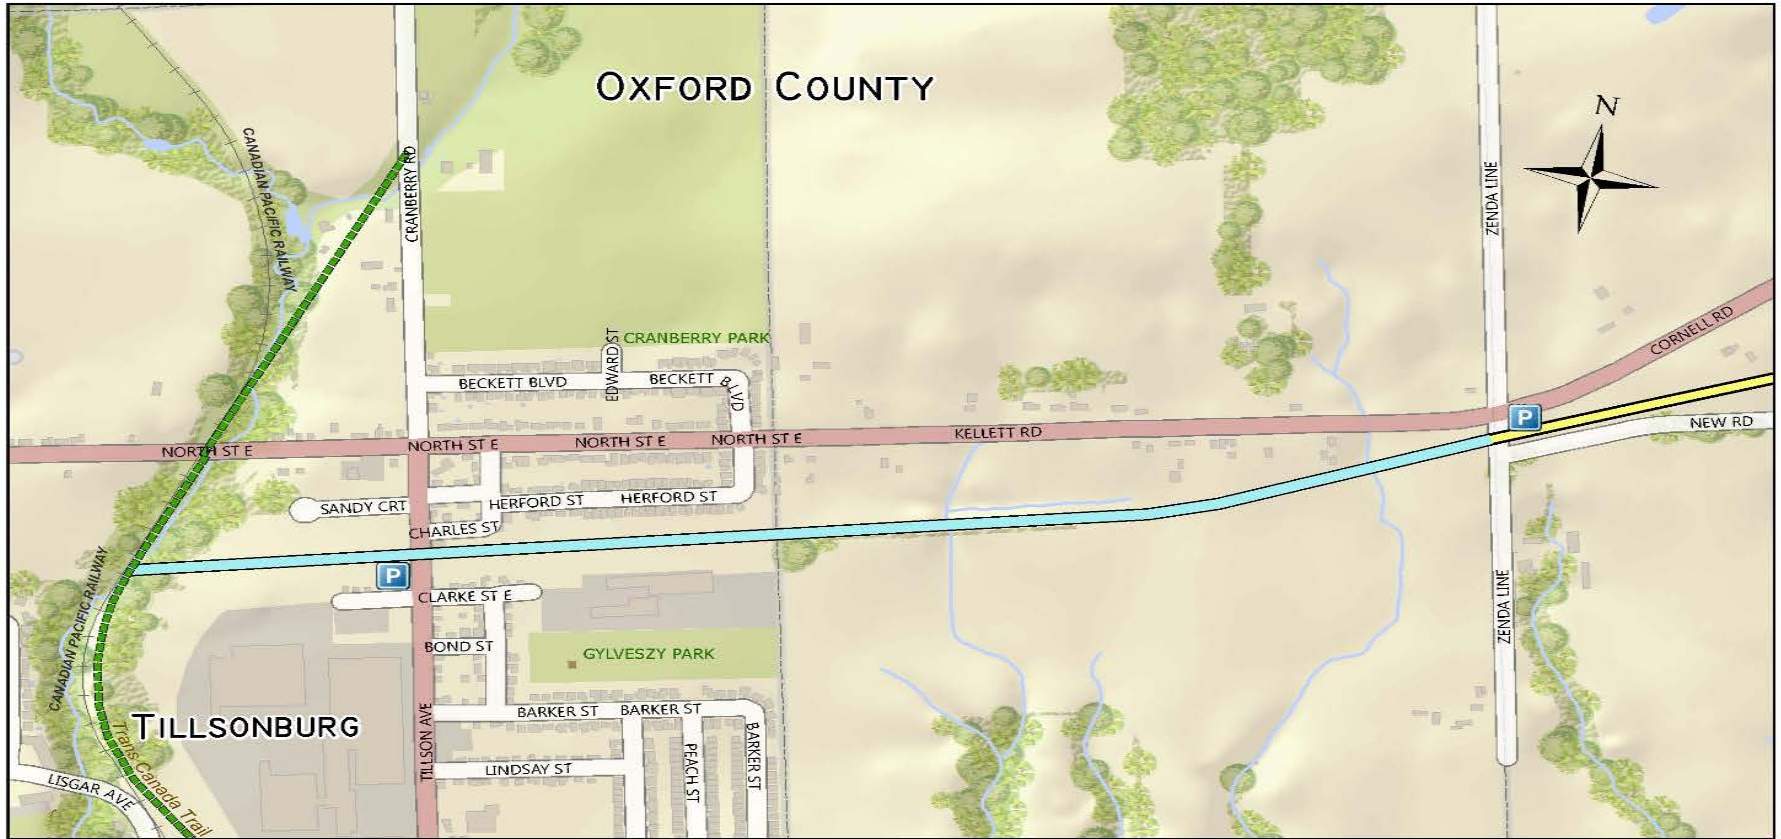 OXFORD COUNTY
N
CANADIAN PACIFIC RAILWAY
CRANBERRY RD
ZENDA LINE
CORNELL RD
EDWARD ST
CRANBERRY PARK
BECKETT BLVD
BECKETT BLVD
P
NEW RD
NORTH ST E
NORTH ST E
NORTH ST E
NORTH ST E
KELLETT RD
SANDY CRT
HERFORD ST
HERFORD ST
CHARLES ST
P
CLARKE ST E
CANADIAN PACIFIC RAILWAY
BOND ST
GYLVESZY PARK
ZENDA LINE
TILLSONBURG
TILLSON AVE
BARKER ST
BARKER ST
BARKER ST
PEACH ST
LINDSAY ST
LISGAR AVE
Trans Canada Trail